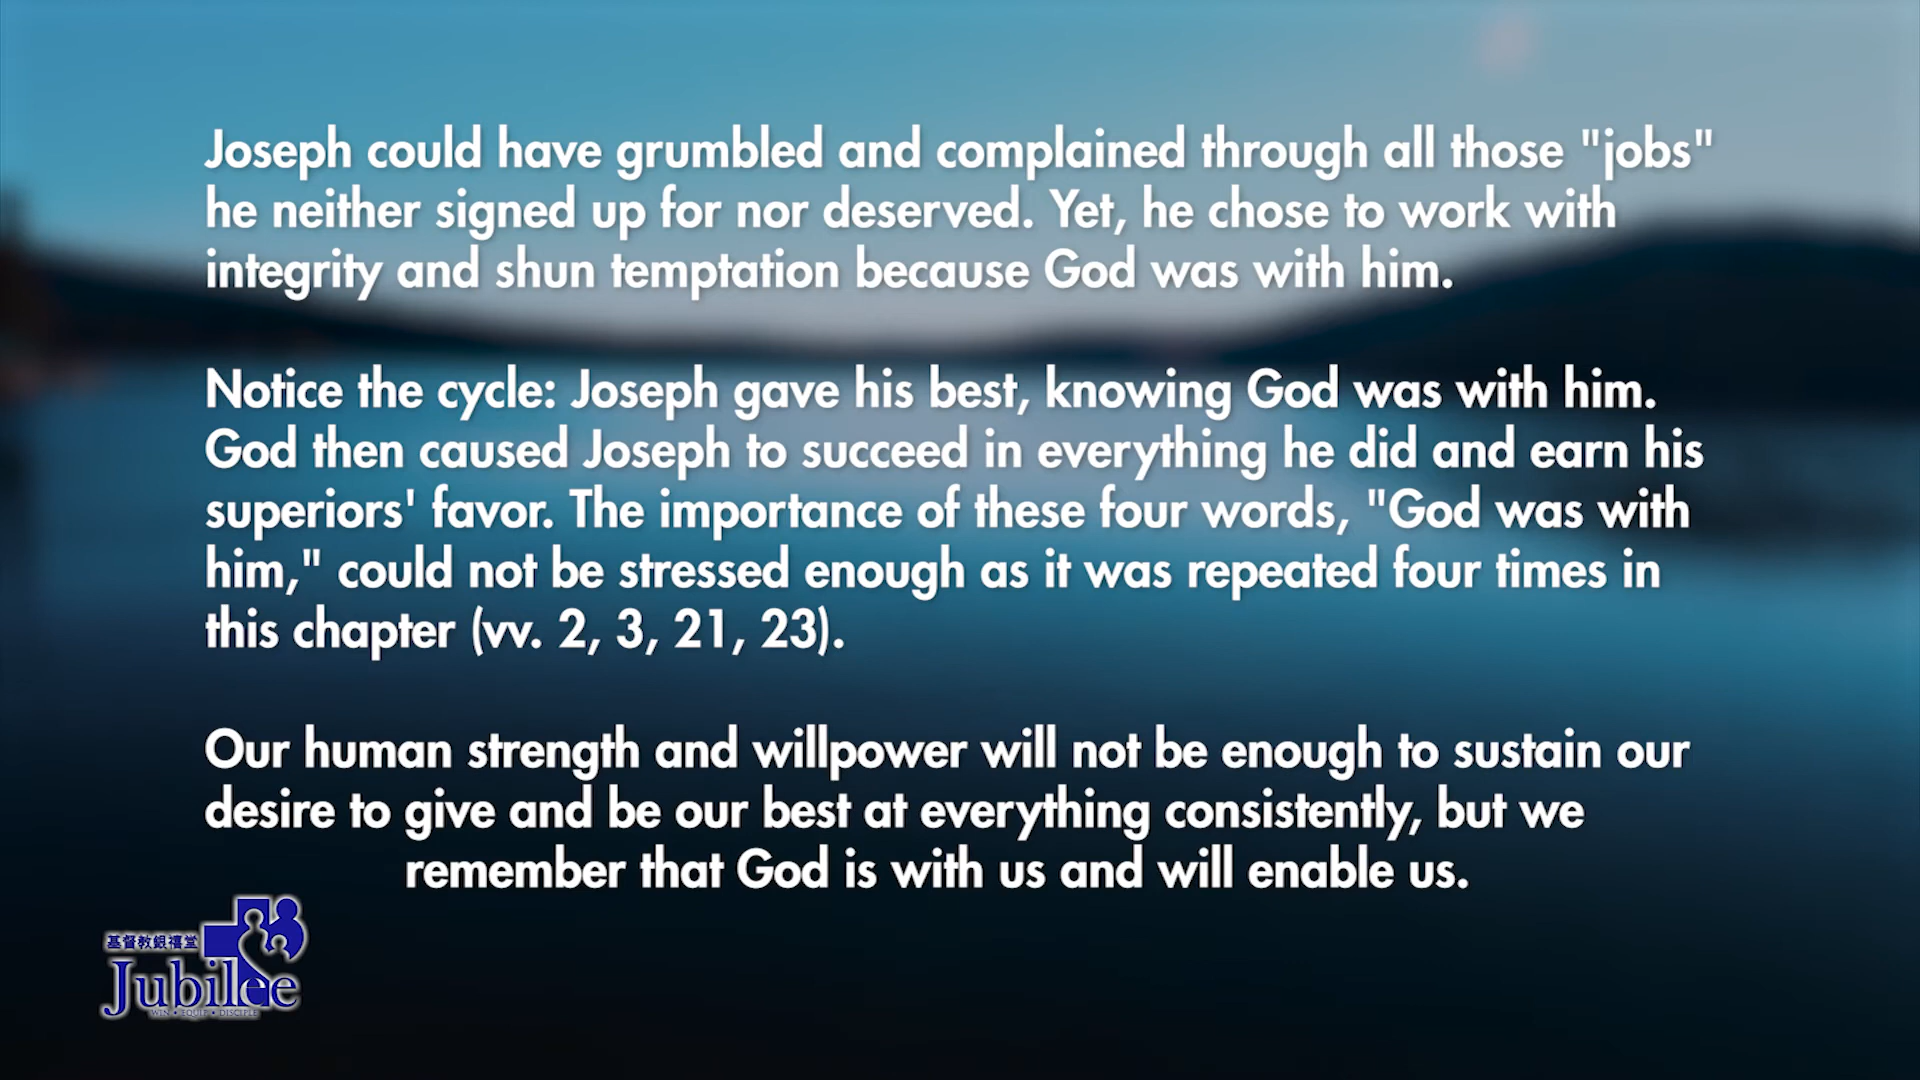 Joseph could have grumbled and complained through all those "jobs"
he neither signed up for nor deserved. Yet, he chose to work with
integrity and shun temptation because God was with him.
Notice the cycle: Joseph gave his best, knowing God was with him.
God then caused Joseph to succeed in everything he did and earn his
superiors' favor. The importance of these four words, "God was with
him," could not be stressed enough as it was repeated four times in
this chapter (vv. 2, 3, 21, 23).
Our human strength and willpower will not be enough to sustain our
desire to give and be our best at everything consistently, but we
remember that God is with us and will enable us.
基督教銀禧堂
Jubilee
WIN • EQUIP • DISCIPLE